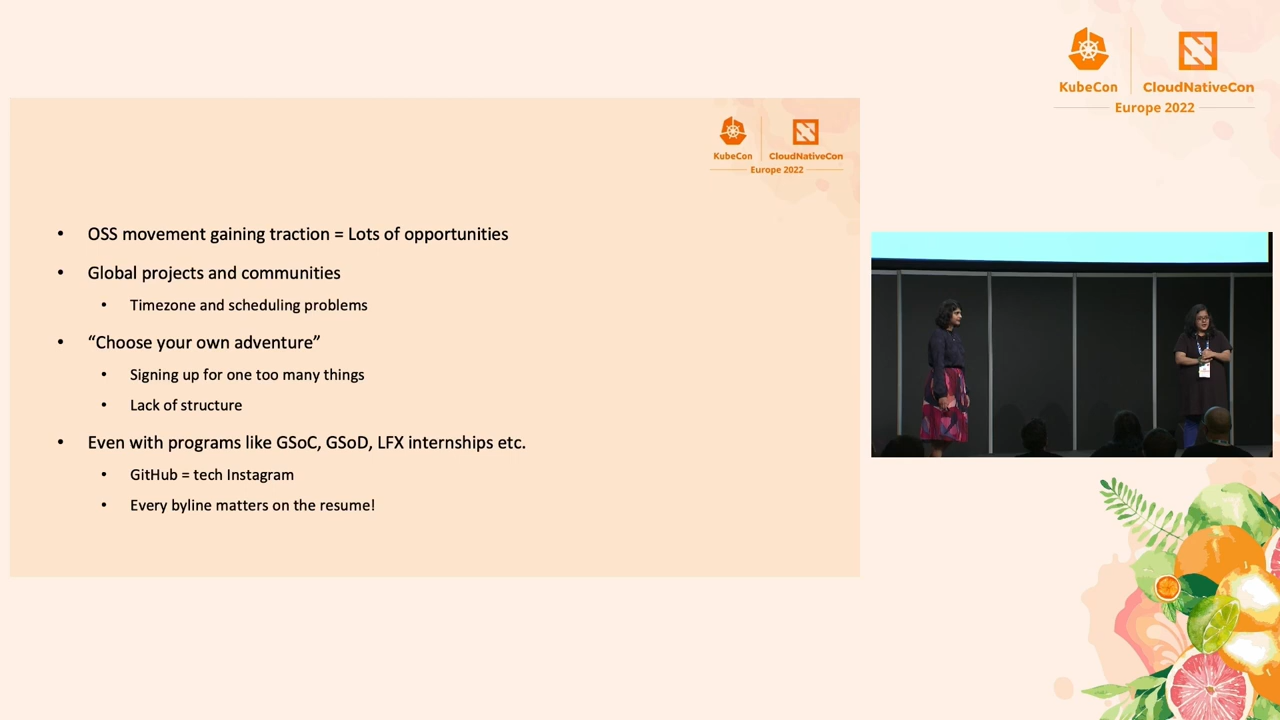 KubeCon
CloudNativeCon
Europe 2022
KubeCon
CloudNativeCon
Europe 2022
• OSS movement gaining traction = Lots of opportunities
• Global projects and communities
• Timezone and scheduling problems
• “Choose your own adventure”
• Signing up for one too many things
• Lack of structure
• Even with programs like GSoC, GSoD, LFX internships etc.
• GitHub = tech Instagram
• Every byline matters on the resume!